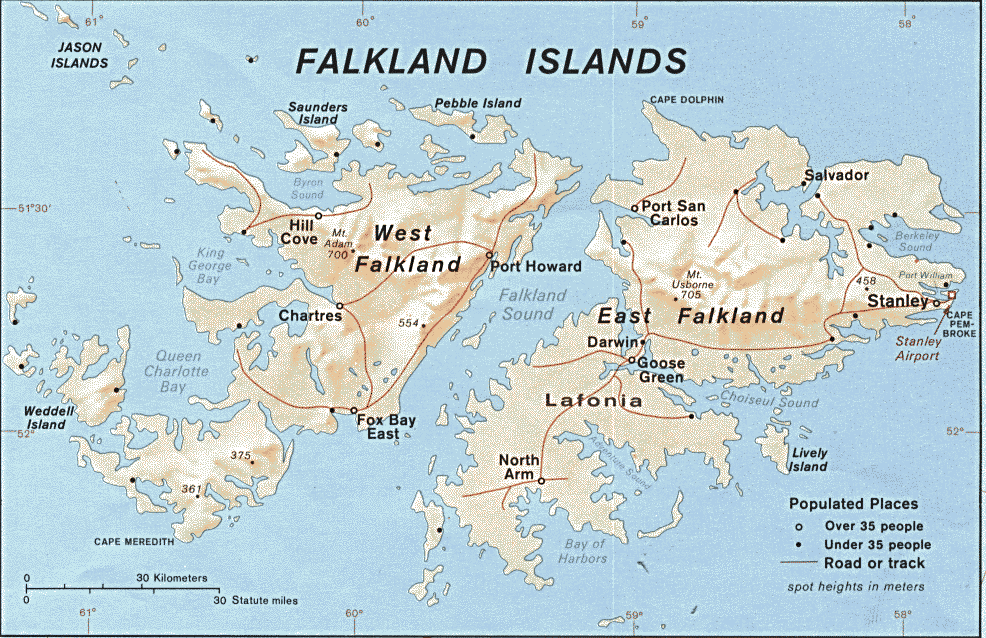 61°
60°
59°
58°
JASON
ISLANDS
FALKLAND ISLANDS
Saunders
Island
Pebble Island
CAPE DOLPHIN
Byron
Sound
Salvador
51°30'
Hill
Cove
Mt.
Adam
700
West
Falkland
Port San
Carlos
Berkeley
Sound
King
George
Bay
Port Howard
Falkland
Sound
Mt.
Usborne
705
Port William
458
Stanley
Chartres
554
East Falkland
CAPE
PEM-
BROKE
Stanley
Airport
Queen
Charlotte
Bay
Darwin
Goose
Green
Lafonia
Choiseul Sound
Weddell
Island
Fox Bay
East
52°
52°
375
361
Adventure Sound
Lively
Island
North
Arm
CAPE MEREDITH
Bay of
Harbors
Populated Places
Over 35 people
Under 35 people
Road or track
spot heights in meters
0 30 Kilometers
0 30 Statute miles
61°
60°
59°
58°